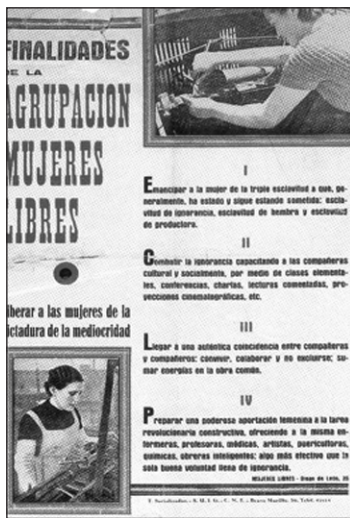 FINALIDADES
DE LA
AGRUPACION
MUJERES
LIBRES
iberar a las mujeres de la
ictadura de la mediocridad
I
Emancipar a la mujer de la triple esclavitud a que, ge-
neralmente, ha estado y sigue estando sometida: escla-
vitud de ignorancia, esclavitud de hembra y esclavitud
de productora.
II
Combatir la ignorancia capacitando a las compañeras
cultural y socialmente, por medio de clases elementa-
les, conferencias, charlas, lecturas comentadas, pro-
yecciones cinematográficas, etc.
III
Llegar a una auténtica coincidencia entre compañeras
y compañeros: convivir, colaborar y no excluirse; su-
mar energías en la obra común.
IV
Preparar una poderosa aportación femenina a la tarea
revolucionaria constructiva, ofreciendo a la misma en-
fermeras, profesoras, médicas, artistas, puericultoras,
químicas, obreras inteligentes; algo más efectivo que la
sola buena voluntad llena de ignorancia.
MUJERES LIBRES - Diego de León,